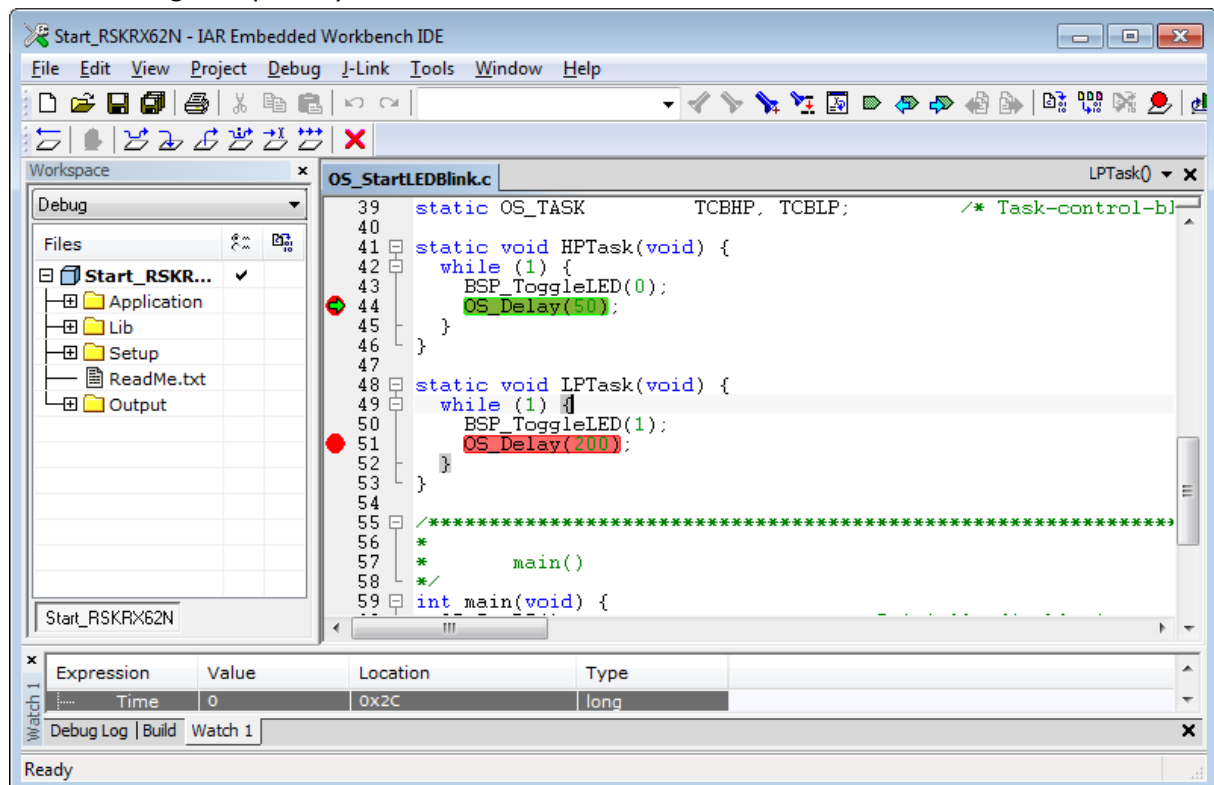 Start_RSKRX62N - IAR Embedded Workbench IDE
File Edit View Project Debug J-Link Tools Window Help
Workspace
OS_StartLEDBlink.c
LPTask()
Debug
Files
Start_RSKR...
Application
Lib
Setup
ReadMe.txt
Output
Start_RSKRX62N
39 static OS_TASK TCBHP, TCBLP; /* Task-control-bl
40
41 static void HPTask(void) {
42 while (1) {
43 BSP_ToggleLED(0);
44 OS_Delay(50);
45 }
46 }
47
48 static void LPTask(void) {
49 while (1) {
50 BSP_ToggleLED(1);
51 OS_Delay(200);
52 }
53 }
54
55 /**************************************************************
56 *
57 * main()
58 */
59 int main(void) {
Expression Value Location Type
Time 0 0x2C long
Watch 1
Debug Log Build Watch 1
Ready